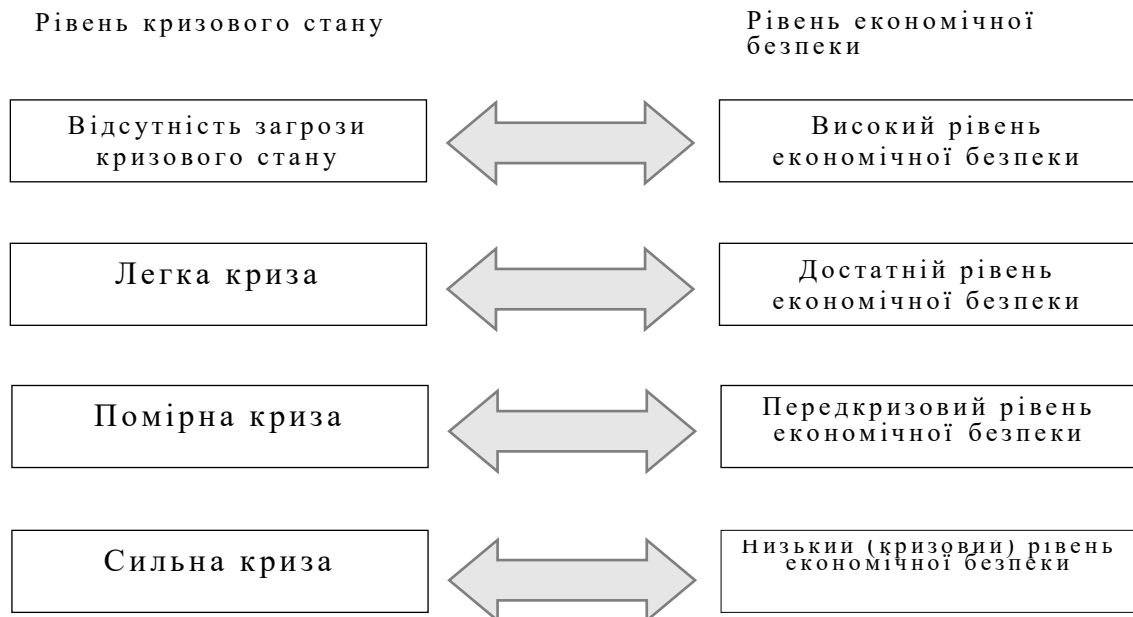 Рівень кризового стану
Рівень економічної
безпеки
Відсутність загрози
кризового стану
Високий рівень
економічної безпеки
Легка криза
Достатній рівень
економічної безпеки
Помірна криза
Передкризовий рівень
економічної безпеки
Сильна криза
Низький (кризовий) рівень
економічної безпеки